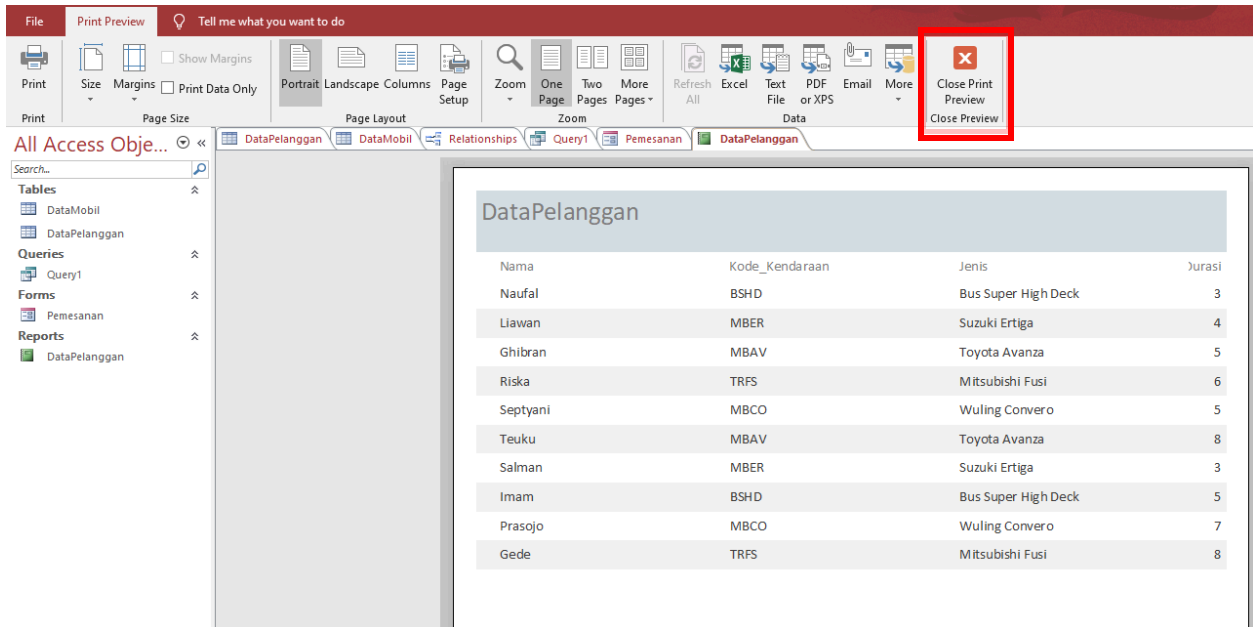 File Print Preview Tell me what you want to do
Print
Size
Margins
Show Margins
Print Data Only
Portrait Landscape Columns Page Setup
Zoom One Page Two Pages More Pages
Refresh All Excel Text File PDF or XPS Email More
Close Print Preview
Print Page Size Page Layout Zoom Data Close Preview
All Access Obje... «
DataPelanggan DataMobil Relationships Query1 Pemesanan DataPelanggan
Search...
Tables
DataMobil
DataPelanggan
Queries
Query1
Forms
Pemesanan
Reports
DataPelanggan
DataPelanggan
Nama Kode_Kendaraan Jenis Durasi
Naufal BSHD Bus Super High Deck 3
Liawan MBER Suzuki Ertiga 4
Ghibran MBAV Toyota Avanza 5
Riska TRFS Mitsubishi Fusi 6
Septyani MBCO Wuling Convero 5
Teuku MBAV Toyota Avanza 8
Salman MBER Suzuki Ertiga 3
Imam BSHD Bus Super High Deck 5
Prasojo MBCO Wuling Convero 7
Gede TRFS Mitsubishi Fusi 8